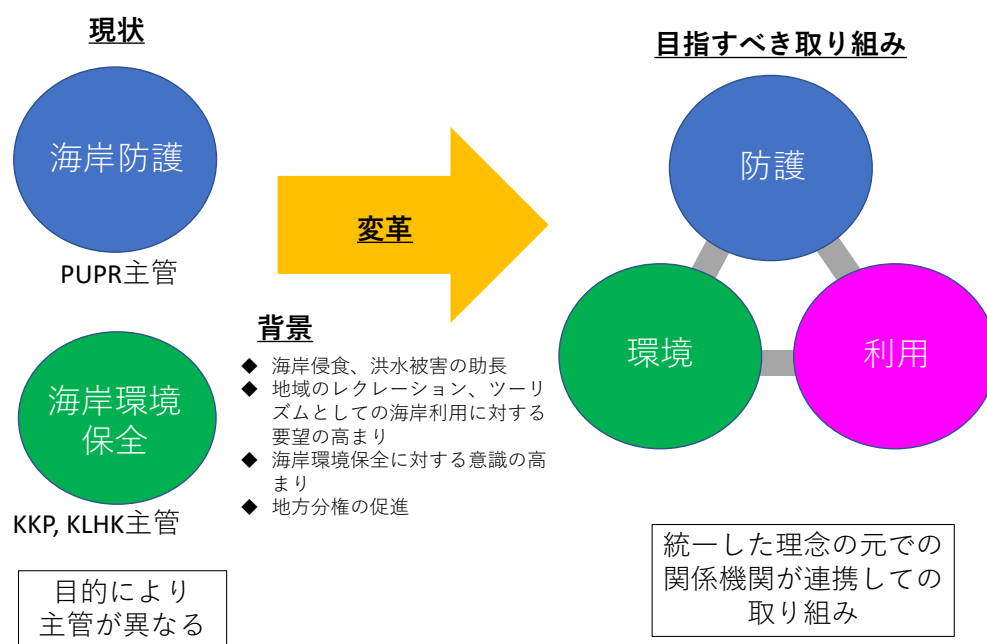 現状
海岸防護
PUPR主管
海岸環境
保全
KKP, KLHK主管
目的により
主管が異なる
変革
背景
◆ 海岸侵食、洪水被害の助長
◆ 地域のレクレーション、ツーリ
ズムとしての海岸利用に対する
要望の高まり
◆ 海岸環境保全に対する意識の高
まり
◆ 地方分権の促進
目指すべき取り組み
防護
環境
利用
統一した理念の元での
関係機関が連携しての
取り組み